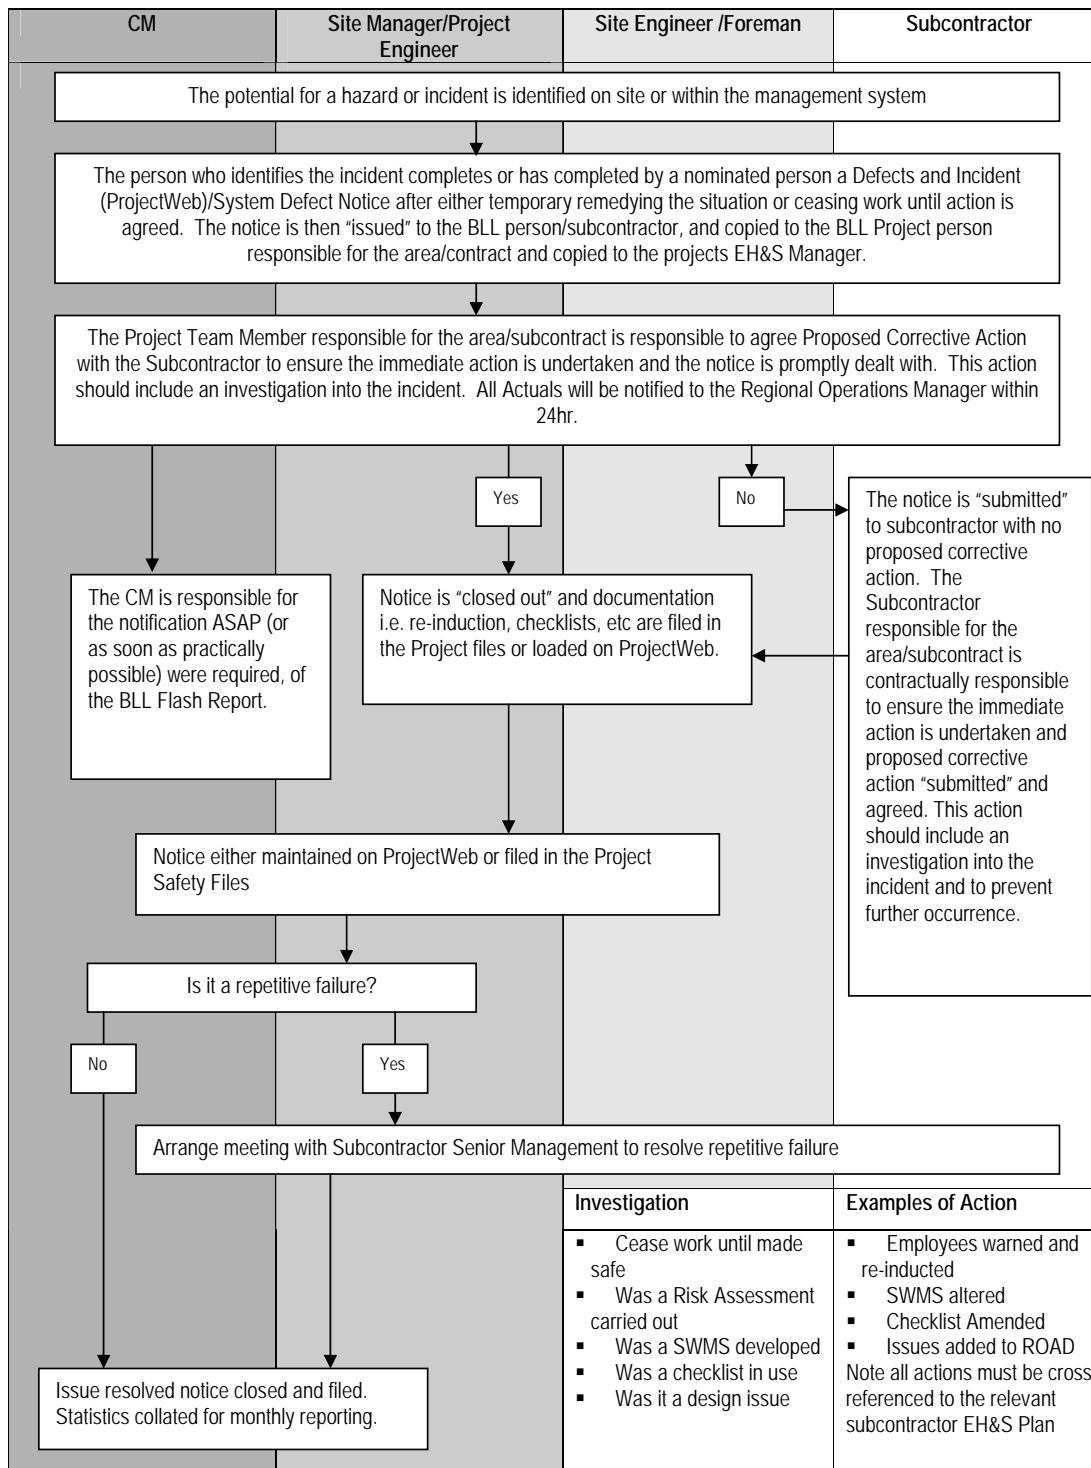 CM
Site Manager/Project
Engineer
Site Engineer /Foreman
Subcontractor
The potential for a hazard or incident is identified on site or within the management system
The person who identifies the incident completes or has completed by a nominated person a Defects and Incident
(ProjectWeb)/System Defect Notice after either temporary remedying the situation or ceasing work until action is
agreed.  The notice is then "issued" to the BLL person/subcontractor, and copied to the BLL Project person
responsible for the area/contract and copied to the projects EH&S Manager.
The Project Team Member responsible for the area/subcontract is responsible to agree Proposed Corrective Action
with the Subcontractor to ensure the immediate action is undertaken and the notice is promptly dealt with.  This action
should include an investigation into the incident.  All Actuals will be notified to the Regional Operations Manager within
24hr.
Yes
No
The CM is responsible for
the notification ASAP (or
as soon as practically
possible) were required, of
the BLL Flash Report.
Notice is "closed out" and documentation
i.e. re-induction, checklists, etc are filed in
the Project files or loaded on ProjectWeb.
The notice is "submitted"
to subcontractor with no
proposed corrective
action.  The
Subcontractor
responsible for the
area/subcontract is
contractually responsible
to ensure the immediate
action is undertaken and
proposed corrective
action "submitted" and
agreed. This action
should include an
investigation into the
incident and to prevent
further occurrence.
Notice either maintained on ProjectWeb or filed in the Project
Safety Files
Is it a repetitive failure?
No
Yes
Arrange meeting with Subcontractor Senior Management to resolve repetitive failure
Investigation
▪ Cease work until made
safe
▪ Was a Risk Assessment
carried out
▪ Was a SWMS developed
▪ Was a checklist in use
▪ Was it a design issue
Examples of Action
▪ Employees warned and
re-inducted
▪ SWMS altered
▪ Checklist Amended
▪ Issues added to ROAD
Note all actions must be cross
referenced to the relevant
subcontractor EH&S Plan
Issue resolved notice closed and filed.
Statistics collated for monthly reporting.